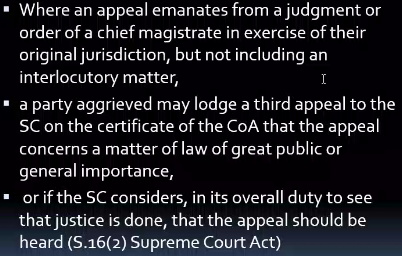 ▪ Where an appeal emanates from a judgment or
order of a chief magistrate in exercise of their
original jurisdiction, but not including an
interlocutory matter,
▪ a party aggrieved may lodge a third appeal to the
SC on the certificate of the CoA that the appeal
concerns a matter of law of great public or
general importance,
▪ or if the SC considers, in its overall duty to see
that justice is done, that the appeal should be
heard (S.16(2) Supreme Court Act)